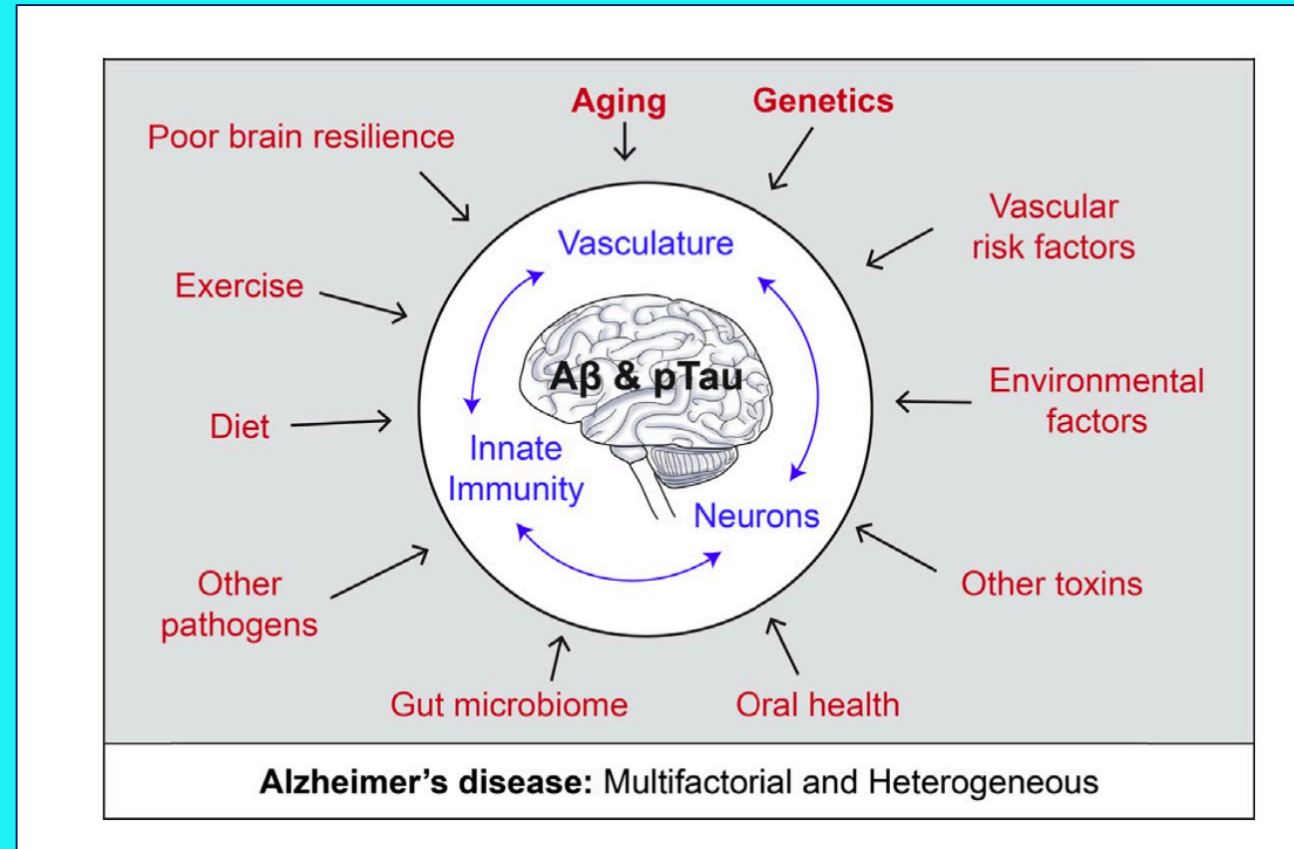 Aging
Genetics
Poor brain resilience
Vascular
risk factors
Vasculature
Exercise
Aβ & pTau
Environmental
factors
Diet
Innate
Immunity
Neurons
Other
pathogens
Other toxins
Gut microbiome
Oral health
Alzheimer's disease: Multifactorial and Heterogeneous